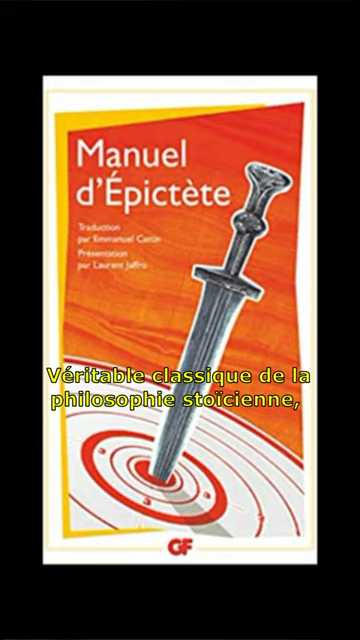 Manuel
d'Épictète
Traduction
par Emmanuel Cattin
Présentation
par Laurent Jaffro
Véritable classique de la
philosophie stoïcienne,
GF